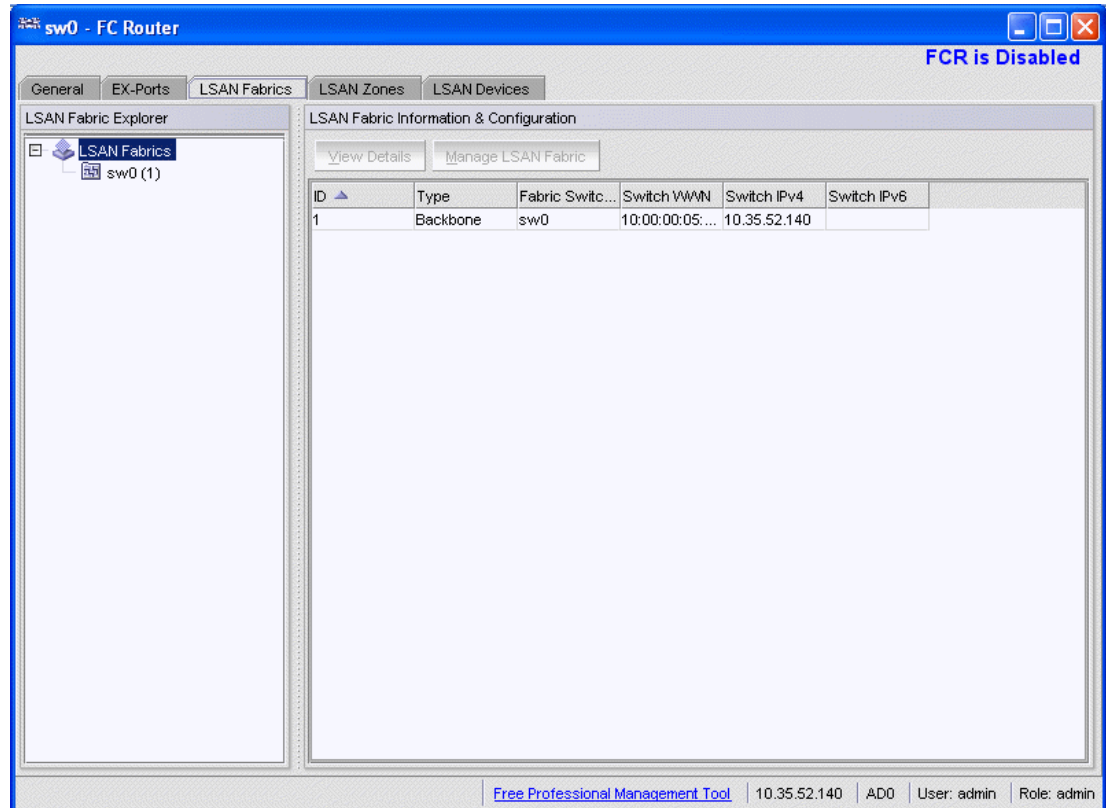 sw0 - FC Router
FCR is Disabled
General EX-Ports LSAN Fabrics LSAN Zones LSAN Devices
LSAN Fabric Explorer
LSAN Fabrics
sw0 (1)
LSAN Fabric Information & Configuration
View Details Manage LSAN Fabric
ID Type Fabric Switc... Switch WWN Switch IPv4 Switch IPv6
1 Backbone sw0 10:00:00:05:... 10.35.52.140
Free Professional Management Tool 10.35.52.140 AD0 User: admin Role: admin